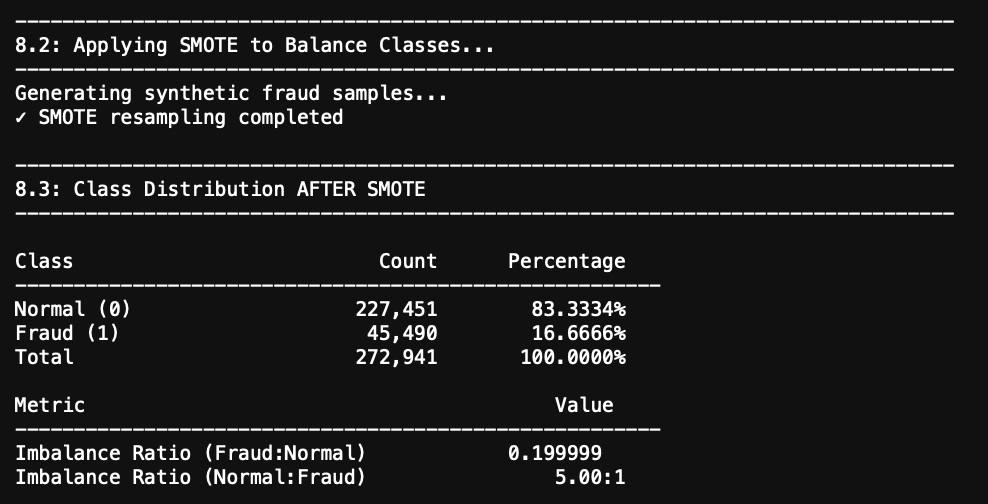 --------------------------------------------------------------------------------
8.2: Applying SMOTE to Balance Classes...
--------------------------------------------------------------------------------
Generating synthetic fraud samples...
✓ SMOTE resampling completed
--------------------------------------------------------------------------------
8.3: Class Distribution AFTER SMOTE
--------------------------------------------------------------------------------
Class                          Count      Percentage
-------------------------------------------------------
Normal (0)                   227,451        83.3334%
Fraud (1)                     45,490        16.6666%
Total                        272,941       100.0000%
Metric                                        Value
-------------------------------------------------------
Imbalance Ratio (Fraud:Normal)            0.199999
Imbalance Ratio (Normal:Fraud)                5.00:1